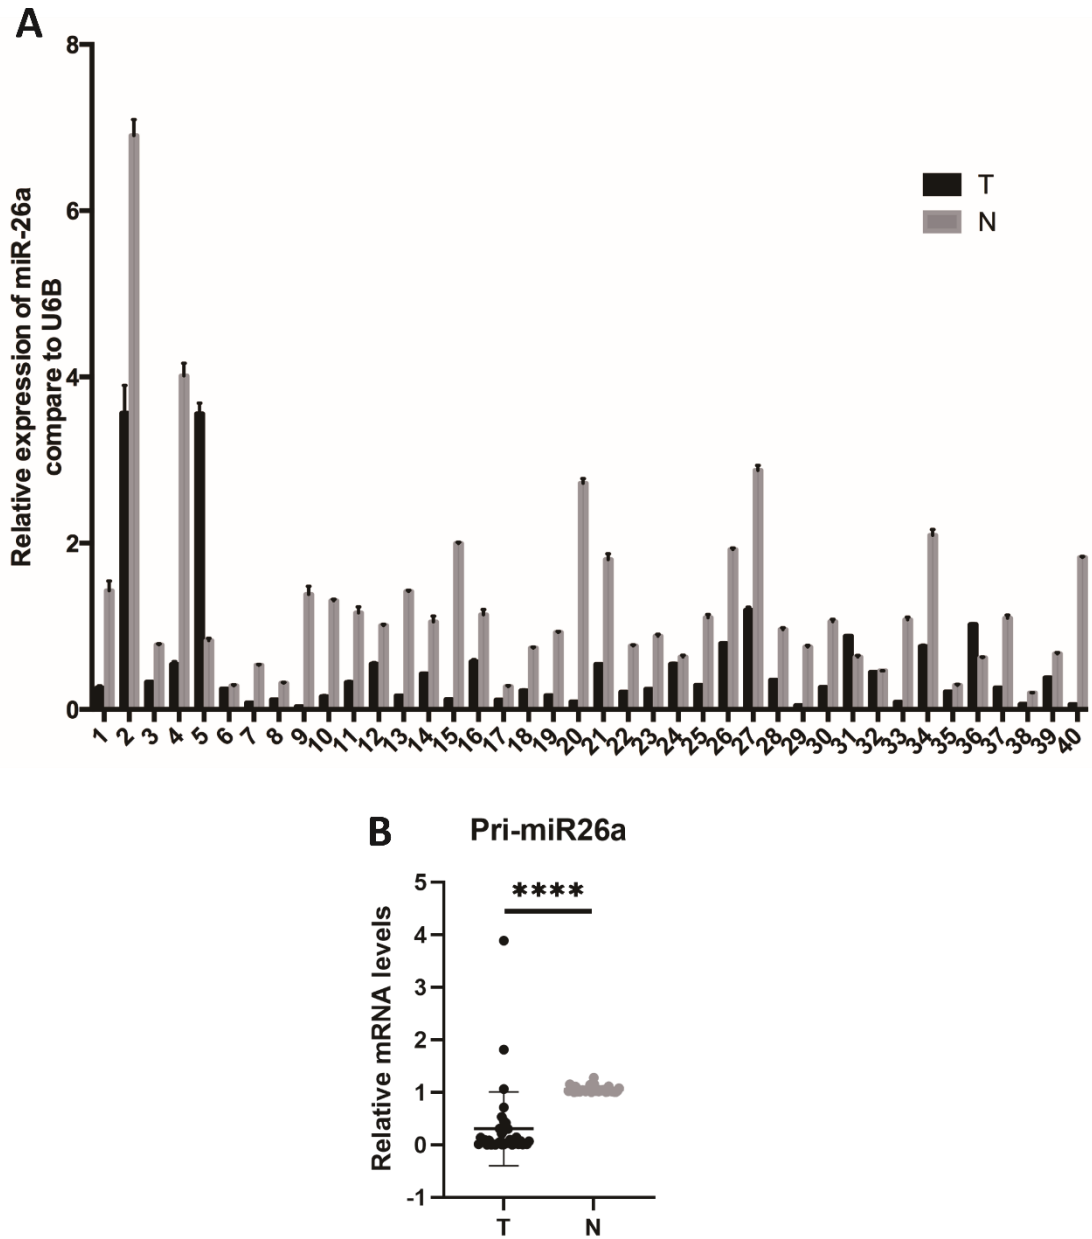 A
8
6
4
2
0
Relative expression of miR-26a
compare to U6B
T
N
1 2 3 4 5 6 7 8 9 10 11 12 13 14 15 16 17 18 19 20 21 22 23 24 25 26 27 28 29 30 31 32 33 34 35 36 37 38 39 40
B
Pri-miR26a
****
5
4
3
2
1
0
-1
Relative mRNA levels
T N